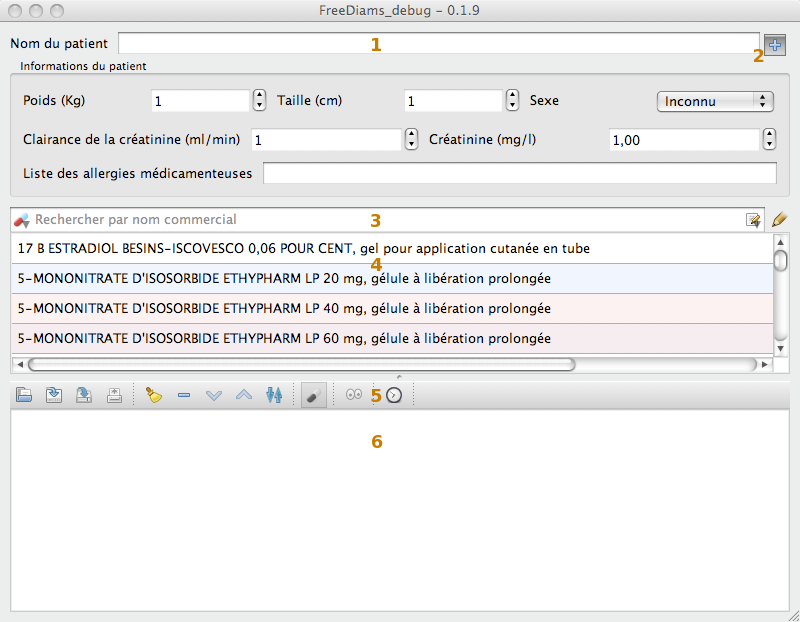 FreeDiams_debug – 0.1.9
Nom du patient 1
2
Informations du patient
Poids (Kg) 1 Taille (cm) 1 Sexe Inconnu
Clairance de la créatinine (ml/min) 1 Créatinine (mg/l) 1,00
Liste des allergies médicamenteuses
Rechercher par nom commercial 3
17 B ESTRADIOL BESINS-ISCOVESCO 0,06 POUR CENT, gel pour application cutanée en tube
4
5-MONONITRATE D'ISOSORBIDE ETHYPHARM LP 20 mg, gélule à libération prolongée
5-MONONITRATE D'ISOSORBIDE ETHYPHARM LP 40 mg, gélule à libération prolongée
5-MONONITRATE D'ISOSORBIDE ETHYPHARM LP 60 mg, gélule à libération prolongée
5
6